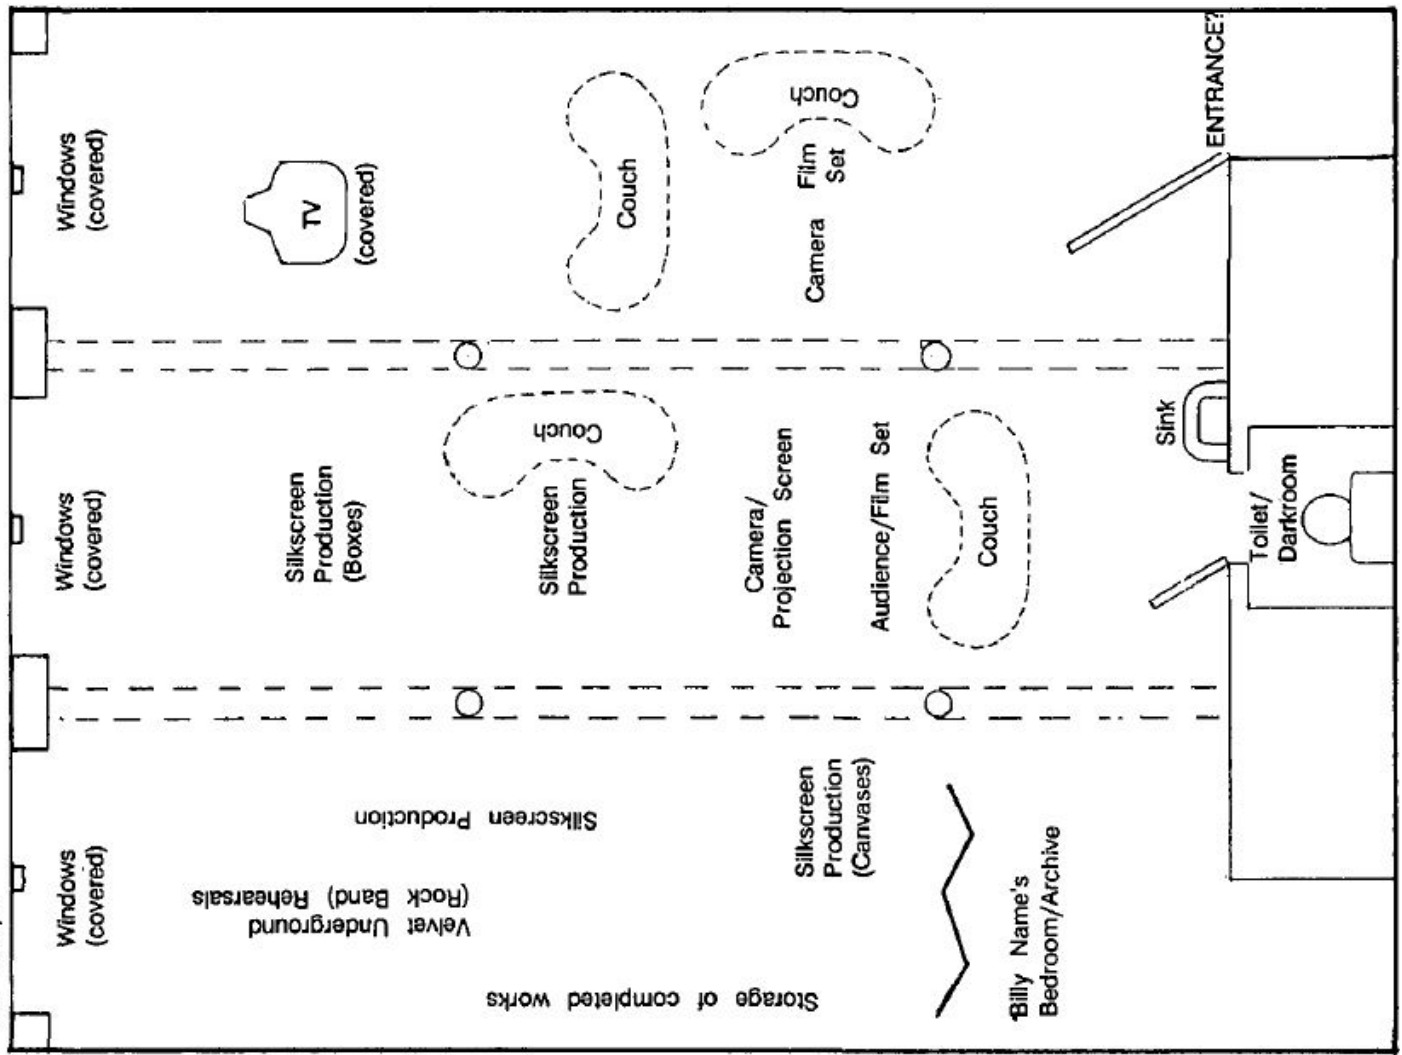 Windows
(covered)
TV
(covered)
Couch
Couch
Film
Set
Camera
ENTRANCE?
Windows
(covered)
Silkscreen
Production
(Boxes)
Couch
Silkscreen
Production
Camera/
Projection Screen
Audience/Film Set
Couch
Sink
Toilet/
Darkroom
Windows
(covered)
Silkscreen Production
Velvet Underground
(Rock Band) Rehearsals
Storage of completed works
Silkscreen
Production
(Canvases)
Billy Name's
Bedroom/Archive